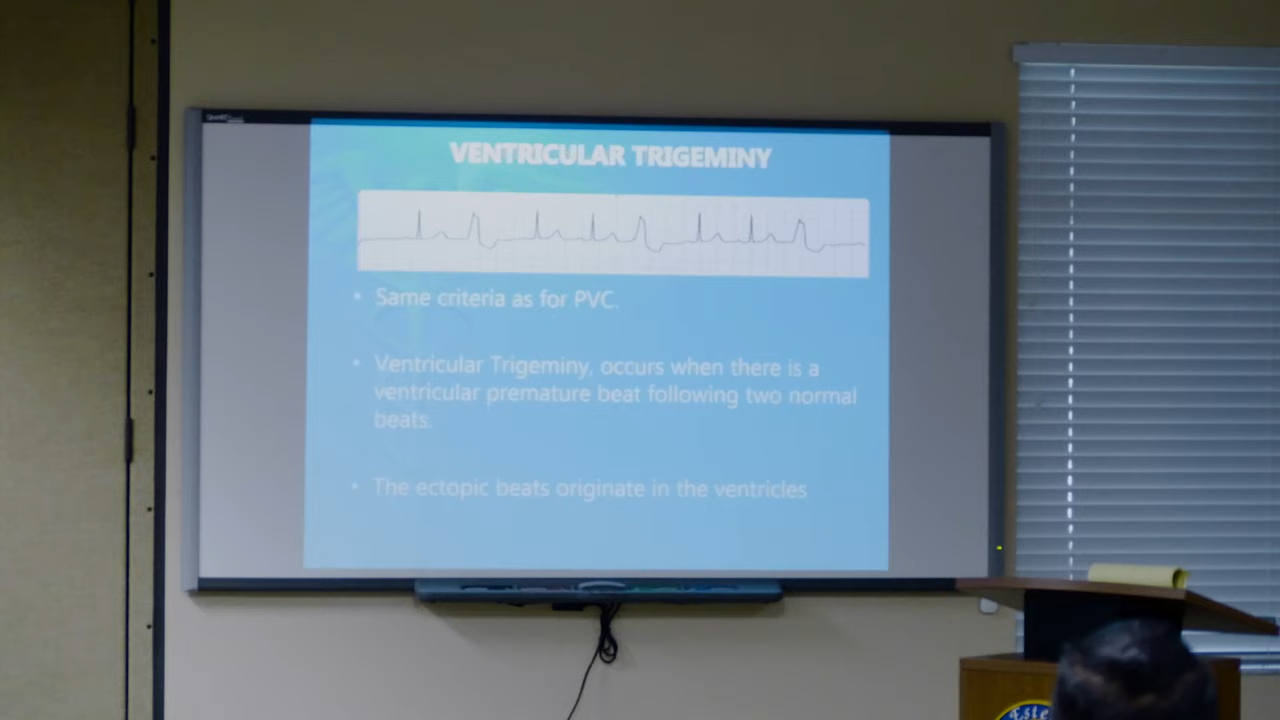 VENTRICULAR TRIGEMINY
• Same criteria as for PVC.
• Ventricular Trigeminy, occurs when there is a
ventricular premature beat following two normal
beats.
• The ectopic beats originate in the ventricles
Este